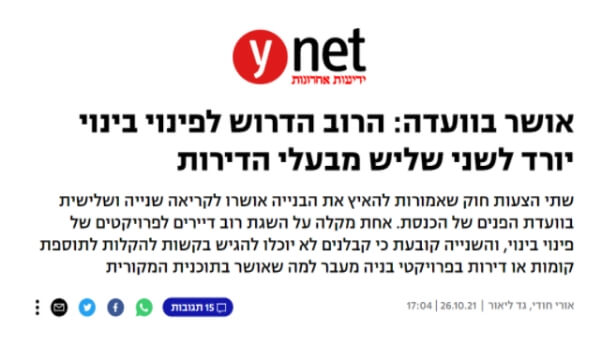 ynet
ידיעות אחרונות
אושר בוועדה: הרוב הדרוש לפינוי בינוי
יורד לשני שליש מבעלי הדירות
שתי הצעות חוק שאמורות להאיץ את הבנייה אושרו לקריאה שנייה ושלישית
בוועדת הפנים של הכנסת. אחת מקלה על השגת רוב דיירים לפרויקטים של
פינוי בינוי, והשנייה קובעת כי קבלנים לא יוכלו להגיש בקשות להקלות לתוספת
קומות או דירות בפרויקטי בניה מעבר למה שאושר בתוכנית המקורית
אורי חודי, גד ליאור | 26.10.21 | 17:04
15 תגובות